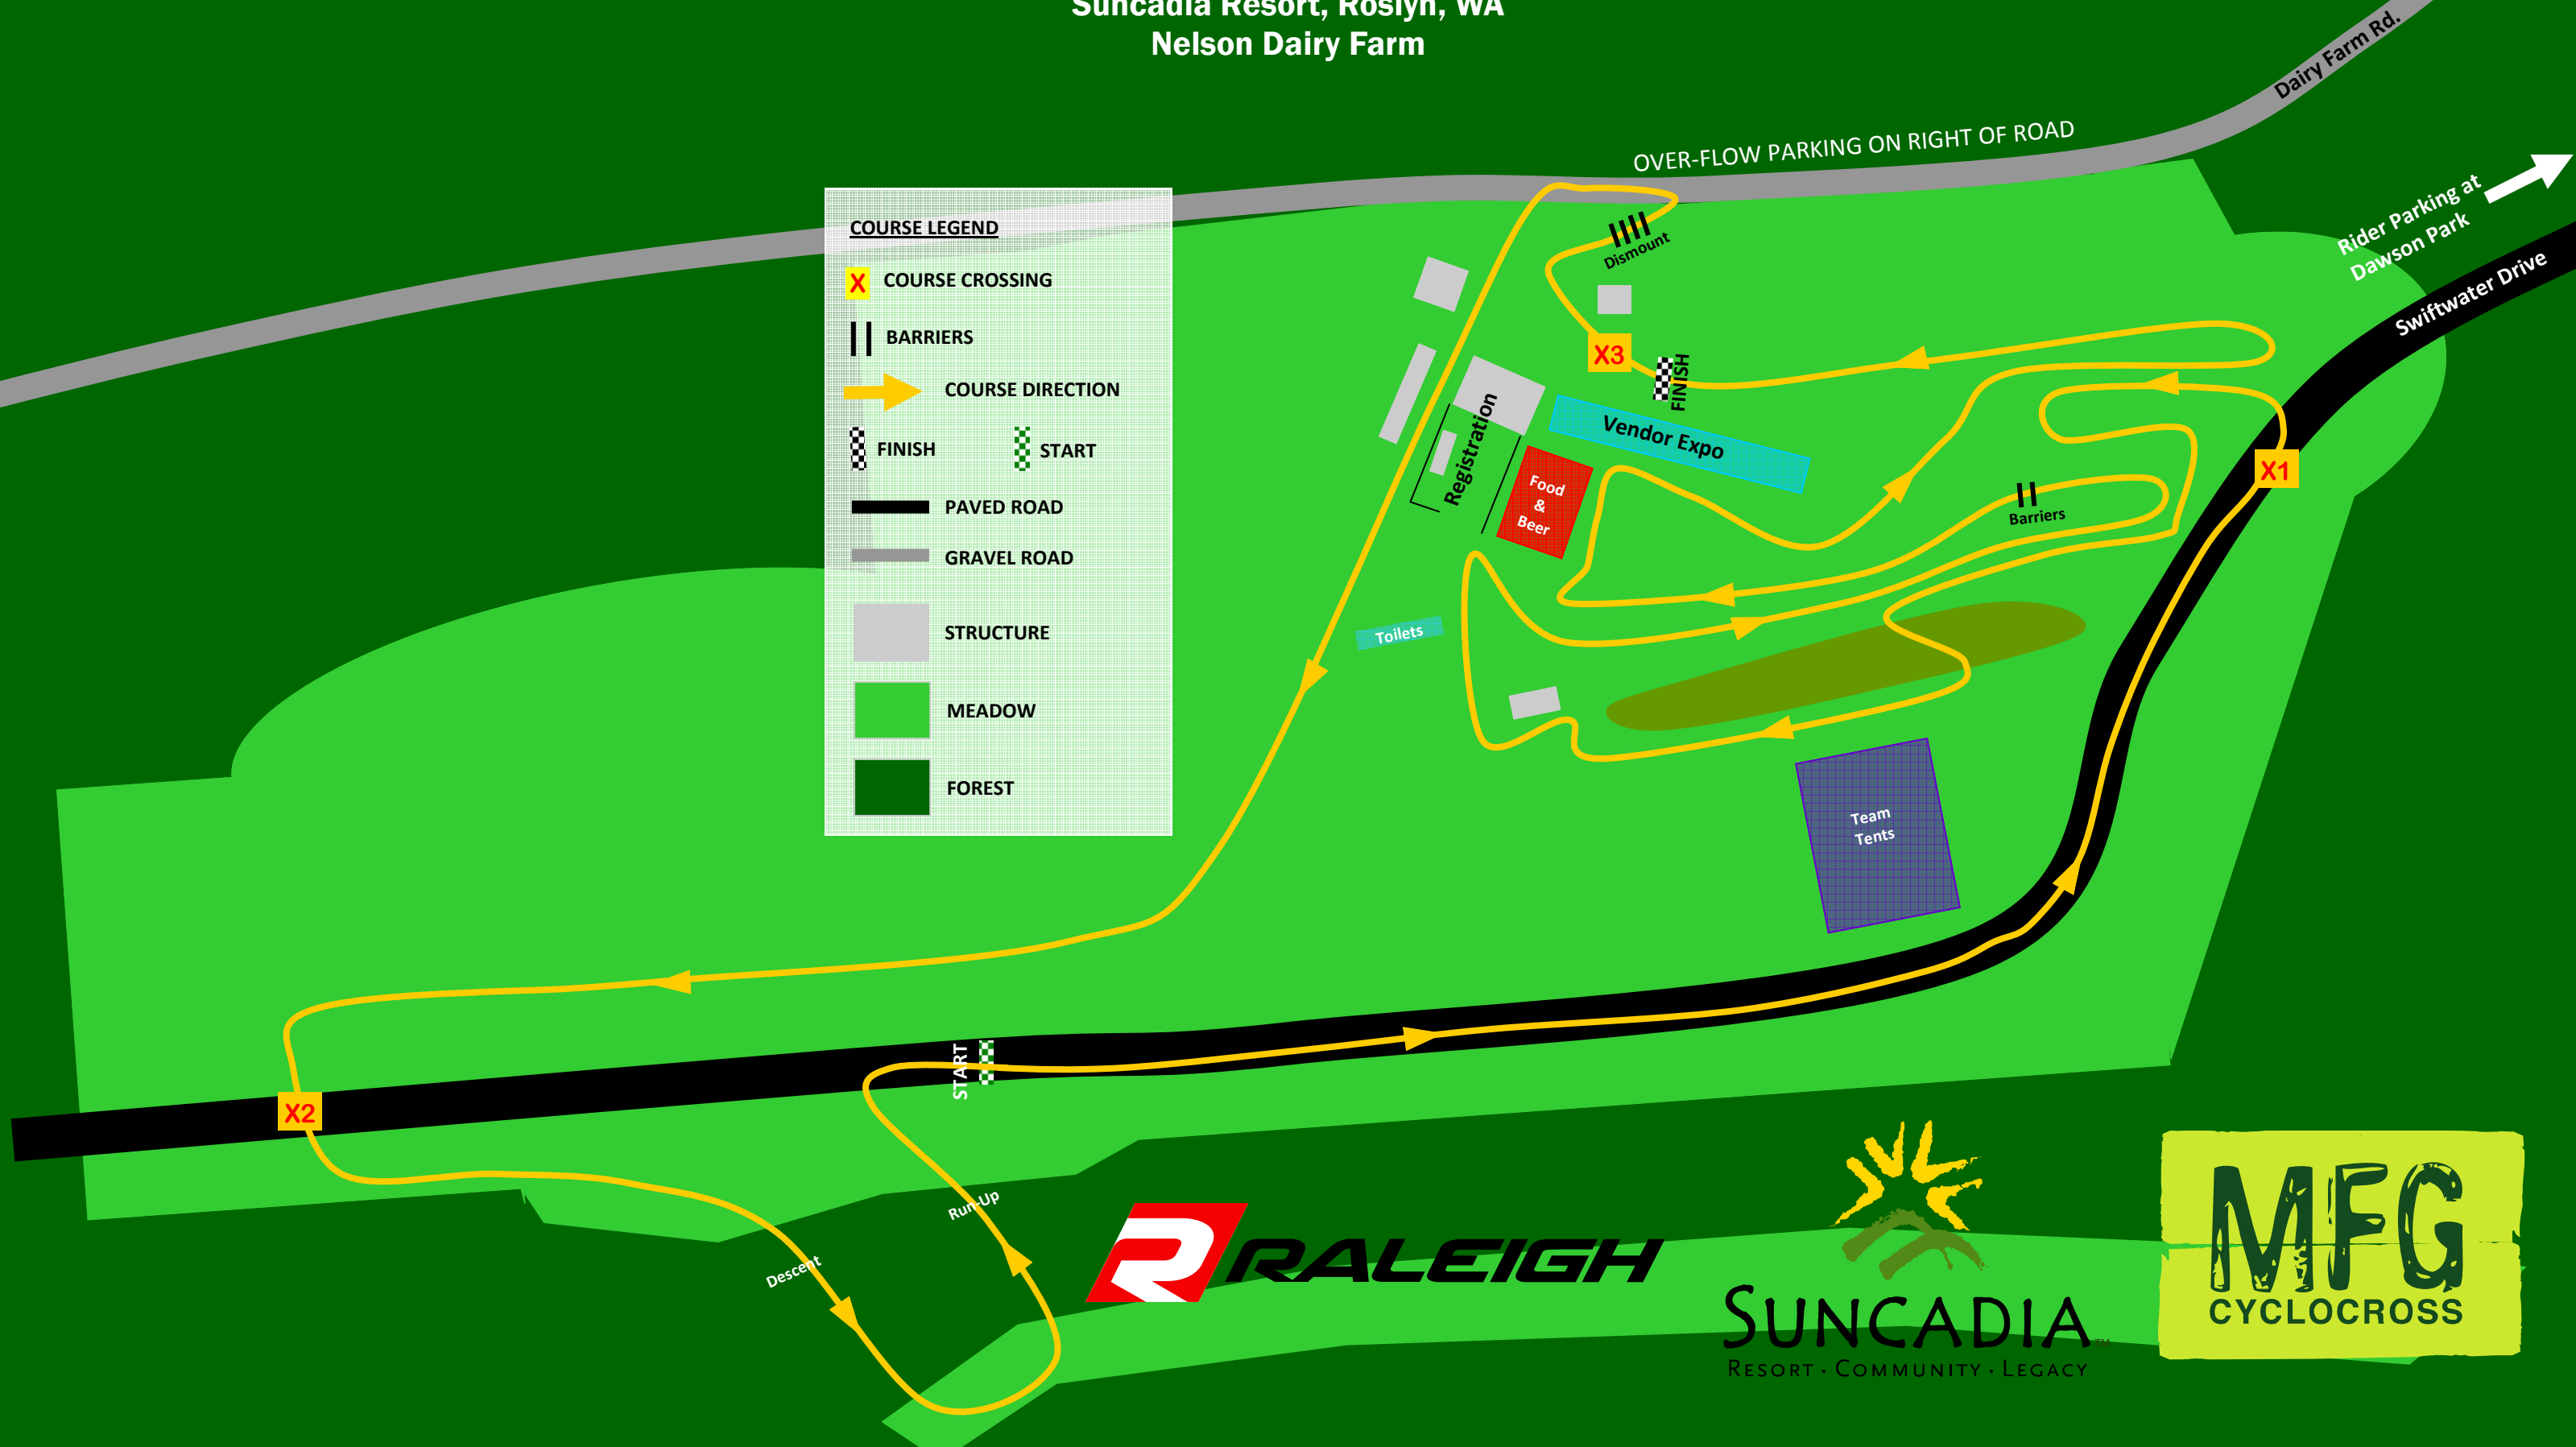 Suncadia Resort, Roslyn, WA
Nelson Dairy Farm
Dairy Farm Rd.
OVER-FLOW PARKING ON RIGHT OF ROAD
Rider Parking at
Dawson Park
Swiftwater Drive
COURSE LEGEND
X COURSE CROSSING
BARRIERS
COURSE DIRECTION
FINISH START
PAVED ROAD
GRAVEL ROAD
STRUCTURE
MEADOW
FOREST
Dismount
X3
FINISH
Vendor Expo
Registration
Food
&
Beer
X1
Barriers
Toilets
Team
Tents
START
X2
Run-Up
Descent
RALEIGH
SUNCADIA™
RESORT · COMMUNITY · LEGACY
MFG
CYCLOCROSS